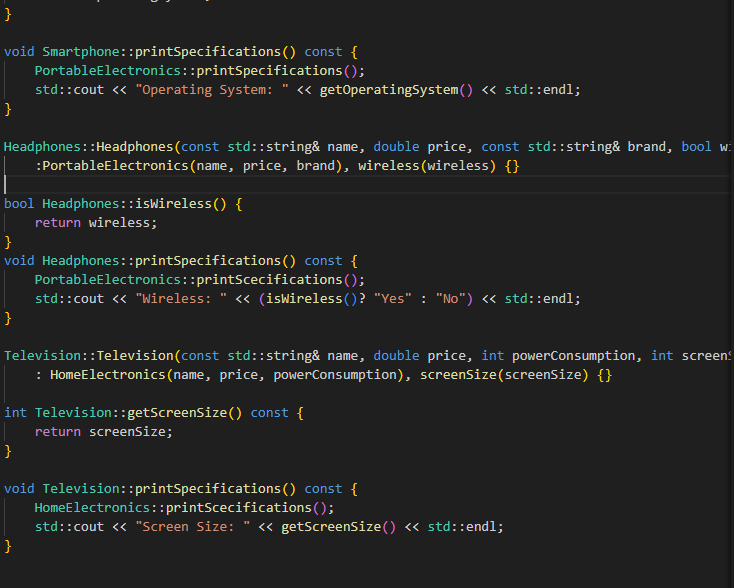 }
void Smartphone::printSpecifications() const {
PortableElectronics::printSpecifications();
std::cout << "Operating System: " << getOperatingSystem() << std::endl;
}
Headphones::Headphones(const std::string& name, double price, const std::string& brand, bool wi
:PortableElectronics(name, price, brand), wireless(wireless) {}
bool Headphones::isWireless() {
return wireless;
}
void Headphones::printSpecifications() const {
PortableElectronics::printScecifications();
std::cout << "Wireless: " << (isWireless()? "Yes" : "No") << std::endl;
}
Television::Television(const std::string& name, double price, int powerConsumption, int screenS
: HomeElectronics(name, price, powerConsumption), screenSize(screenSize) {}
int Television::getScreenSize() const {
return screenSize;
}
void Television::printSpecifications() const {
HomeElectronics::printScecifications();
std::cout << "Screen Size: " << getScreenSize() << std::endl;
}